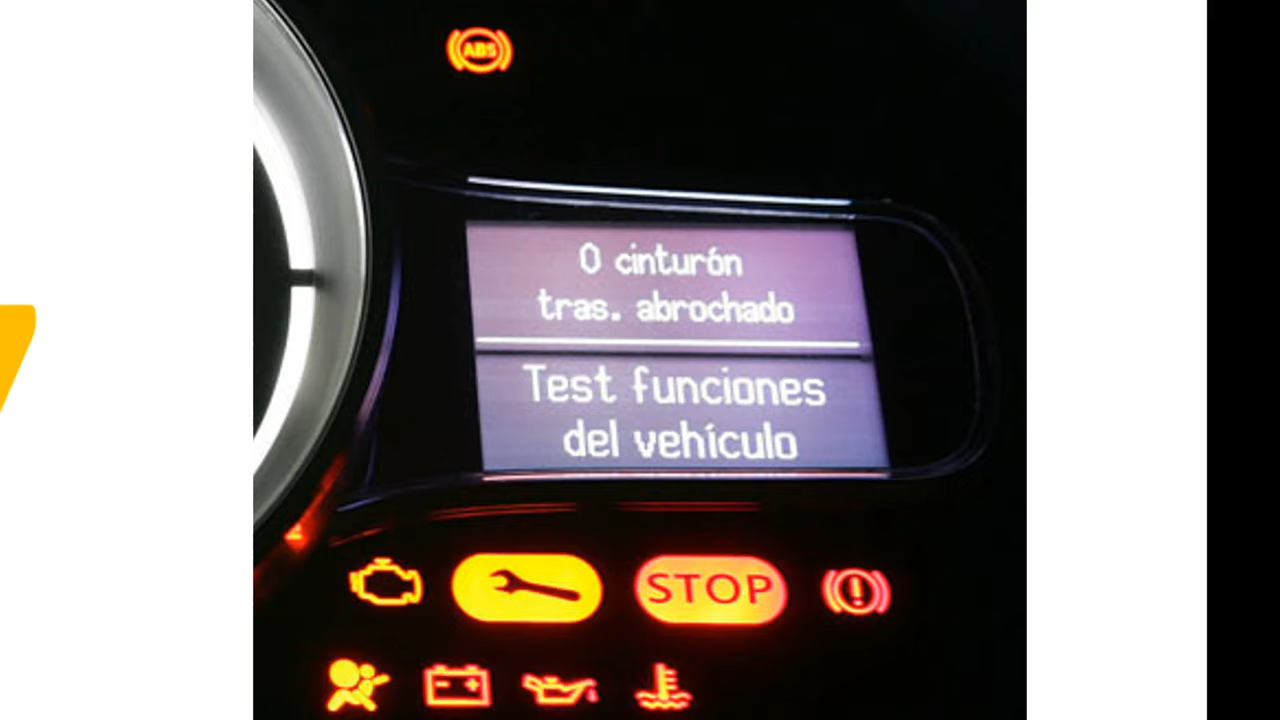 ABS
0 cinturón
tras. abrochado
Test funciones
del vehículo
STOP